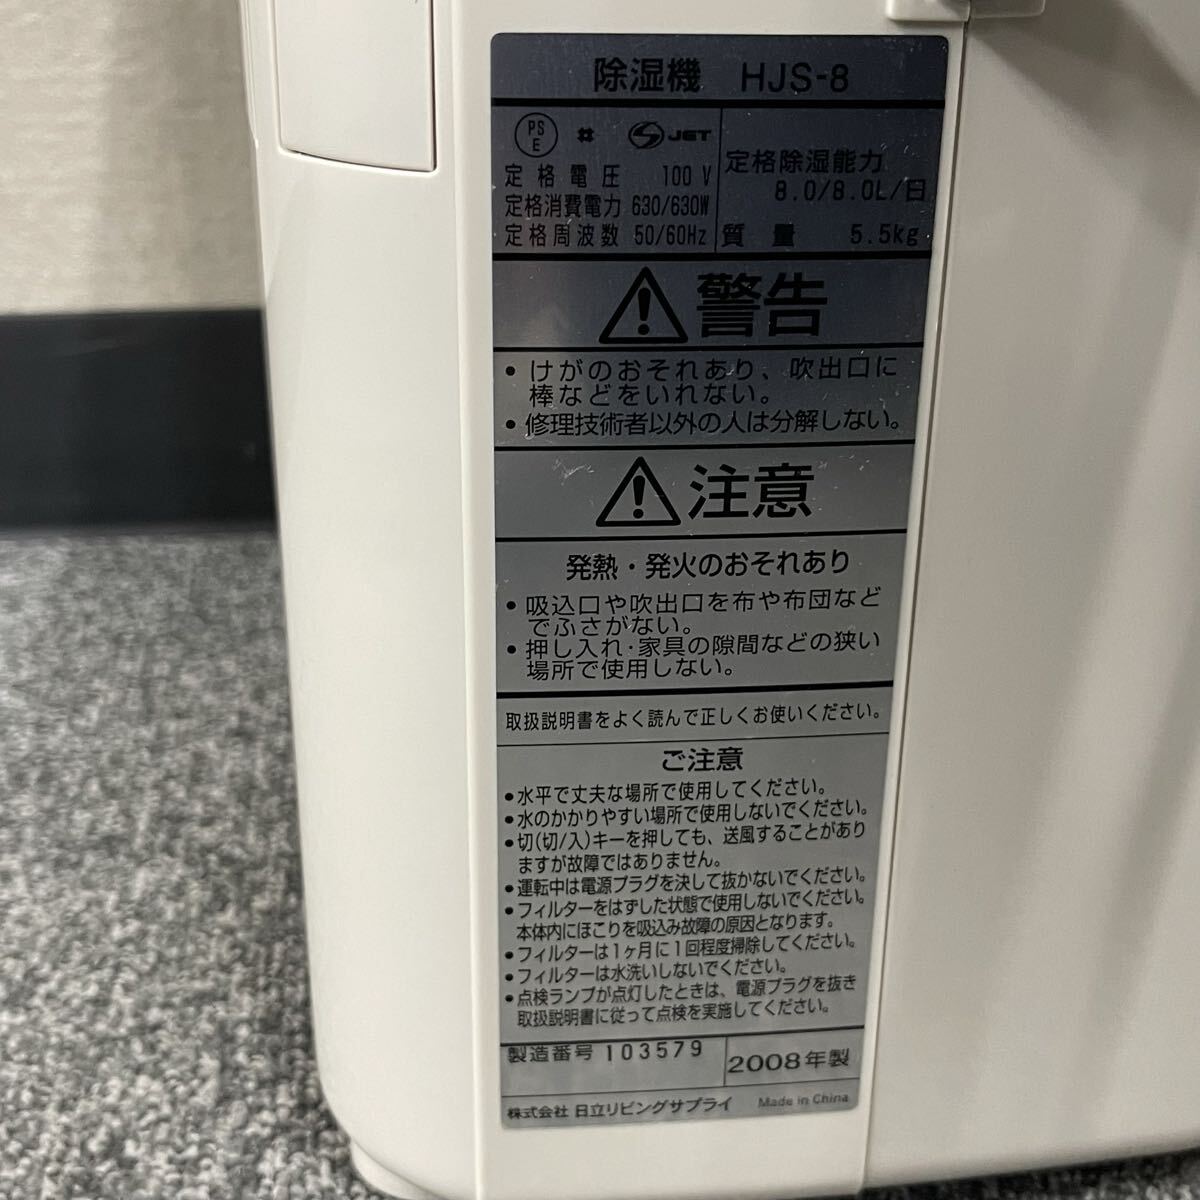 除湿機 HJS-8
PS
E
JET
定格電圧 100V
定格消費電力 630/630W
定格周波数 50/60Hz
定格除湿能力
8.0/8.0L/日
質量 5.5kg
警告
・けがのおそれあり、吹出口に
棒などをいれない。
・修理技術者以外の人は分解しない。
注意
発熱・発火のおそれあり
・吸込口や吹出口を布や布団など
でふさがない。
・押し入れ・家具の隙間などの狭い
場所で使用しない。
取扱説明書をよく読んで正しくお使いください。
ご注意
●水平で丈夫な場所で使用してください。
●水のかかりやすい場所で使用しないでください。
●切(切/入)キーを押しても、送風することがあり
ますが故障ではありません。
●運転中は電源プラグを決して抜かないでください。
●フィルターをはずした状態で使用しないでください。
本体内にほこりを吸込み故障の原因となります。
●フィルターは1ヶ月に1回程度掃除してください。
●フィルターは水洗いしないでください。
●点検ランプが点灯したときは、電源プラグを抜き
取扱説明書に従って点検を実施してください。
製造番号 103579
2008年製
株式会社 日立リビングサプライ
Made in China